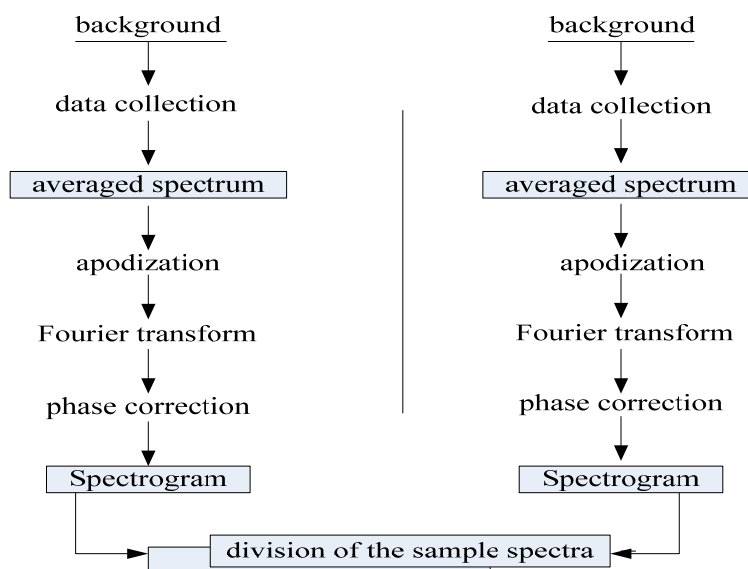 background
data collection
averaged spectrum
apodization
Fourier transform
phase correction
Spectrogram
background
data collection
averaged spectrum
apodization
Fourier transform
phase correction
Spectrogram
division of the sample spectra